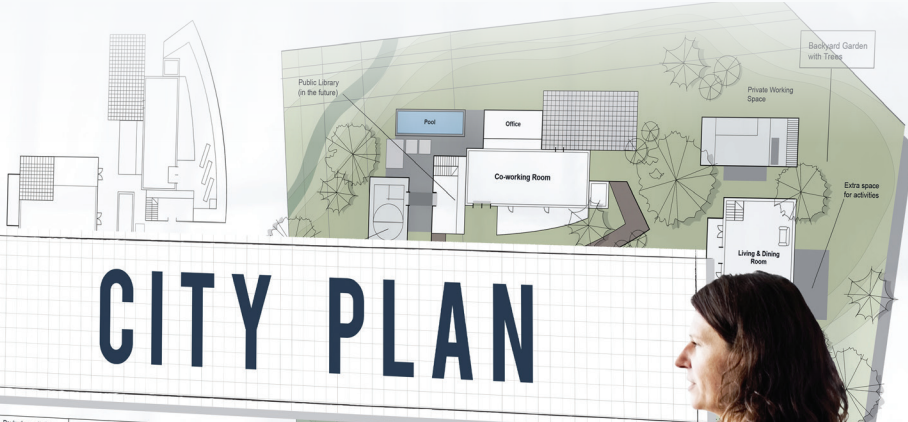 Backyard Garden
with Trees
Public Library
(in the future)
Private Working
Space
Pool
Office
Co-working Room
Extra space
for activities
Living & Dining
Room
CITY PLAN